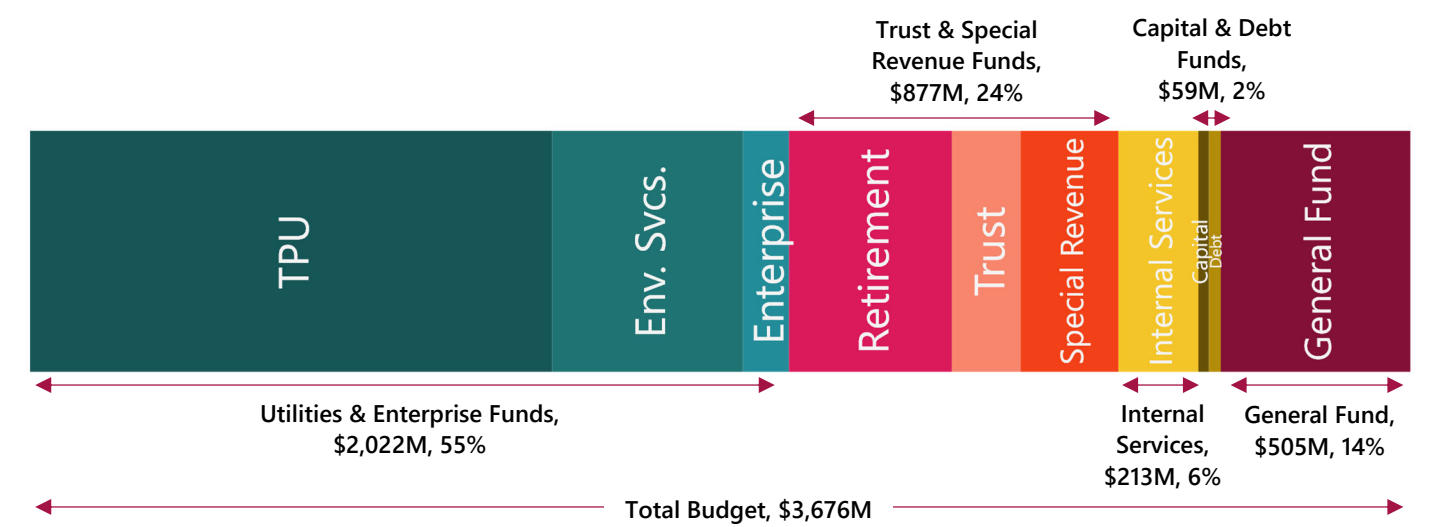 Trust & Special
Revenue Funds,
$877M, 24%
Capital & Debt
Funds,
$59M, 2%
TPU
Env. Svcs.
Enterprise
Retirement
Trust
Special Revenue
Internal Services
Capital
Debt
General Fund
Utilities & Enterprise Funds,
$2,022M, 55%
Internal
Services,
$213M, 6%
General Fund,
$505M, 14%
Total Budget, $3,676M